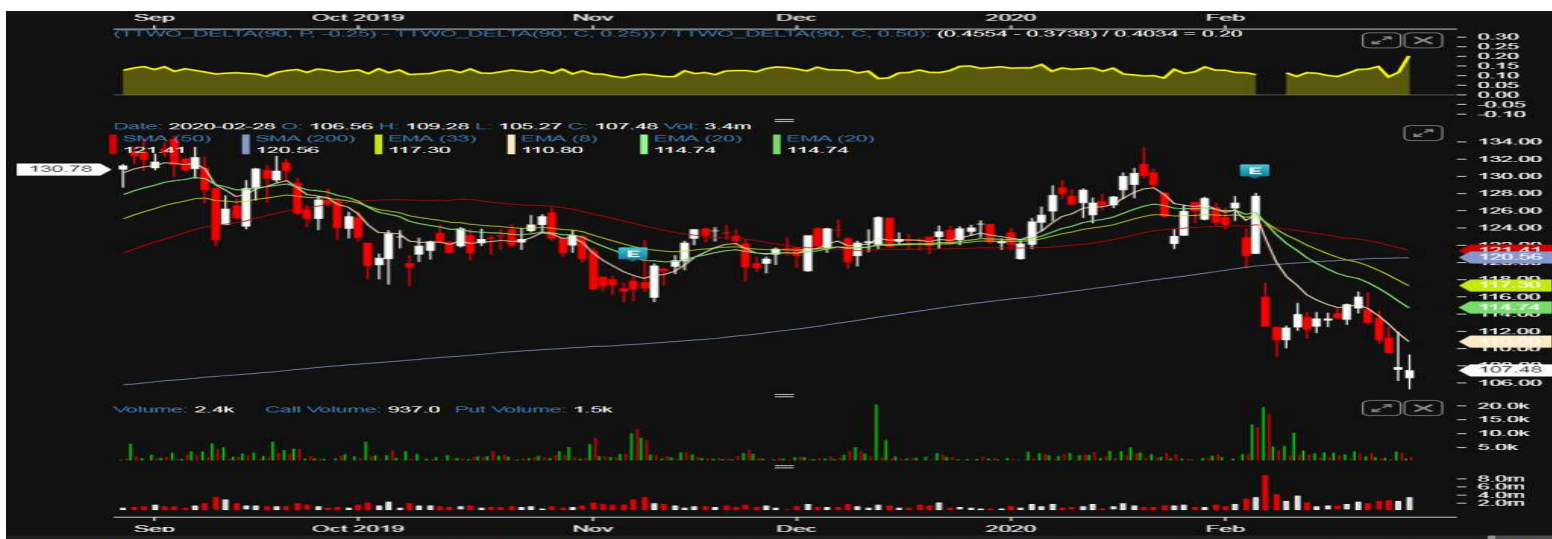 Sep Oct 2019 Nov Dec 2020 Feb
(TTWO_DELTA(90, P, -0.25) - TTWO_DELTA(90, C, 0.25)) / TTWO_DELTA(90, C, 0.50): (0.4554 - 0.3738) / 0.4034 = 0.20
0.30
0.25
0.20
0.15
0.10
0.05
0.00
-0.05
-0.10
Date: 2020-02-28 O: 106.56 H: 109.28 L: 105.27 C: 107.48 Vol: 3.4m
SMA (50) SMA (200) EMA (33) EMA (8) EMA (20) EMA (20)
121.41 120.56 117.30 110.80 114.74 114.74
134.00
132.00
130.78
130.00
E
128.00
126.00
124.00
E
121.41
120.56
117.30
116.00
114.74
114.00
112.00
110.00
107.48
106.00
Volume: 2.4k Call Volume: 937.0 Put Volume: 1.5k
20.0k
15.0k
10.0k
5.0k
8.0m
6.0m
4.0m
2.0m
Sep Oct 2019 Nov Dec 2020 Feb